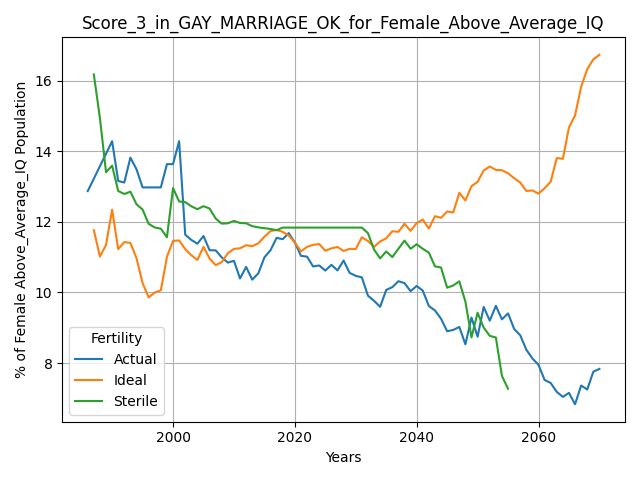 Score_3_in_GAY_MARRIAGE_OK_for_Female_Above_Average_IQ
% of Female Above_Average_IQ Population
16
14
12
10
8
Fertility
Actual
Ideal
Sterile
2000 2020 2040 2060
Years